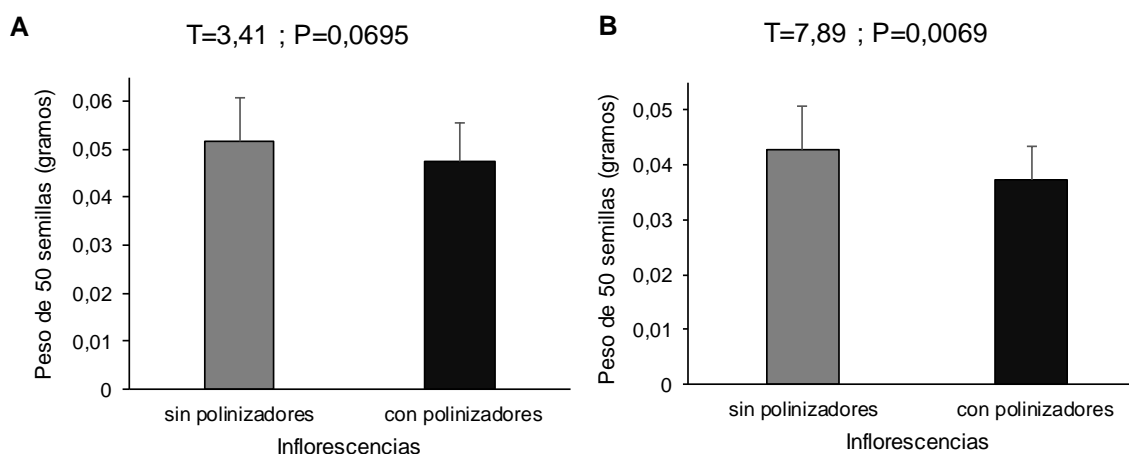 A
T=3,41 ; P=0,0695
Peso de 50 semillas (gramos)
0,06
0,05
0,04
0,03
0,02
0,01
0
sin polinizadores
con polinizadores
Inflorescencias
B
T=7,89 ; P=0,0069
Peso de 50 semillas (gramos)
0,05
0,04
0,03
0,02
0,01
0
sin polinizadores
con polinizadores
Inflorescencias